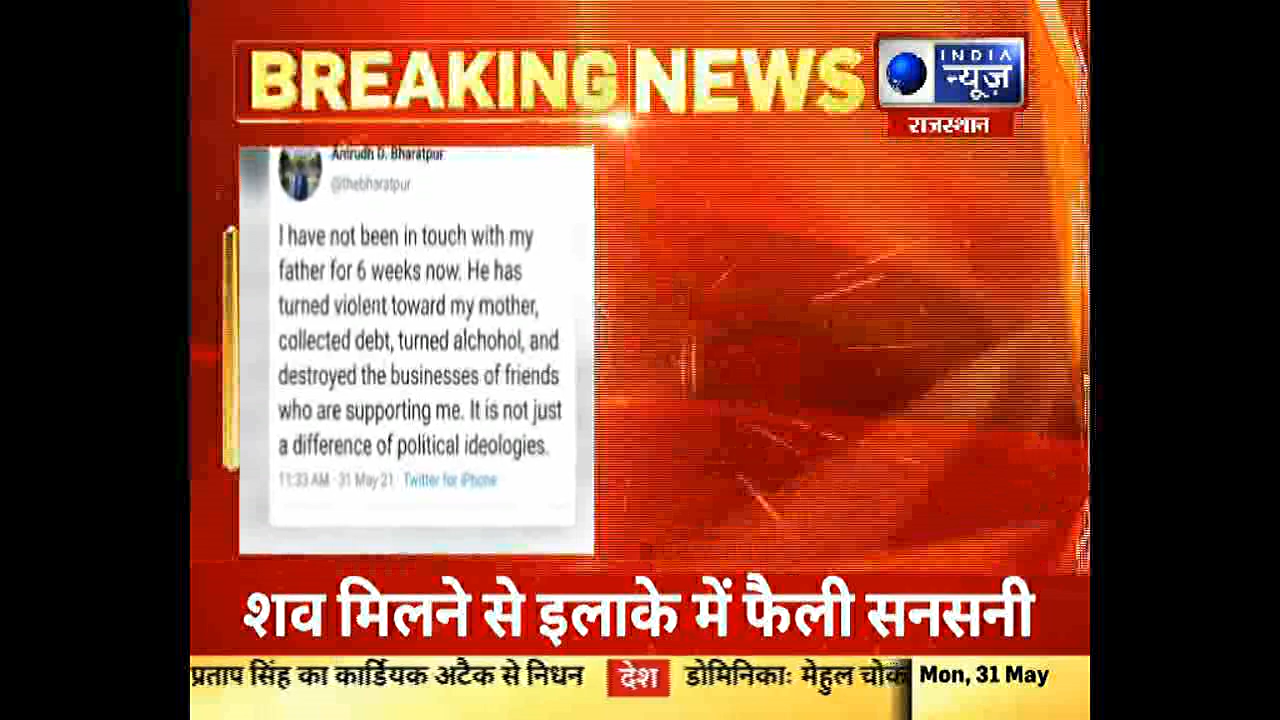 BREAKING NEWS
INDIA
न्यूज़
राजस्थान
Anirudh D. Bharatpur
@thebharatpur
I have not been in touch with my
father for 6 weeks now. He has
turned violent toward my mother,
collected debt, turned alchohol, and
destroyed the businesses of friends
who are supporting me. It is not just
a difference of political ideologies.
11:33 AM · 31 May 21 · Twitter for iPhone
शव मिलने से इलाके में फैली सनसनी
प्रताप सिंह का कार्डियक अटैक से निधन देश डोमिनिकाः मेहुल चोक Mon, 31 May